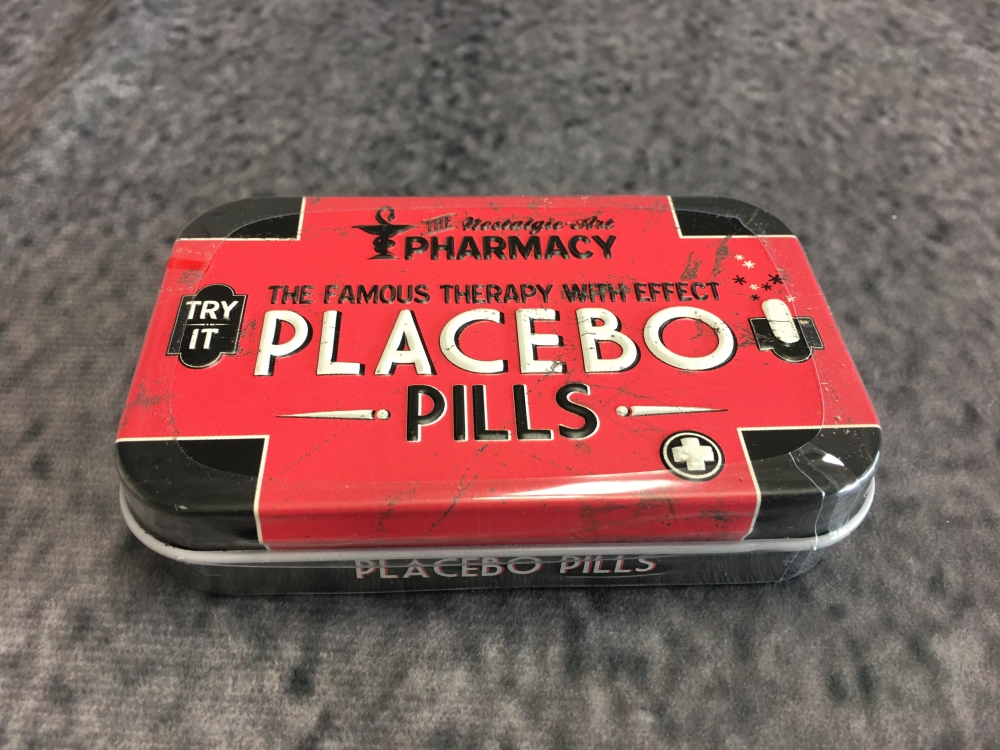 THE Nostalgic Art
PHARMACY
THE FAMOUS THERAPY WITH EFFECT
TRY
IT
PLACEBO
PILLS
PLACEBO PILLS